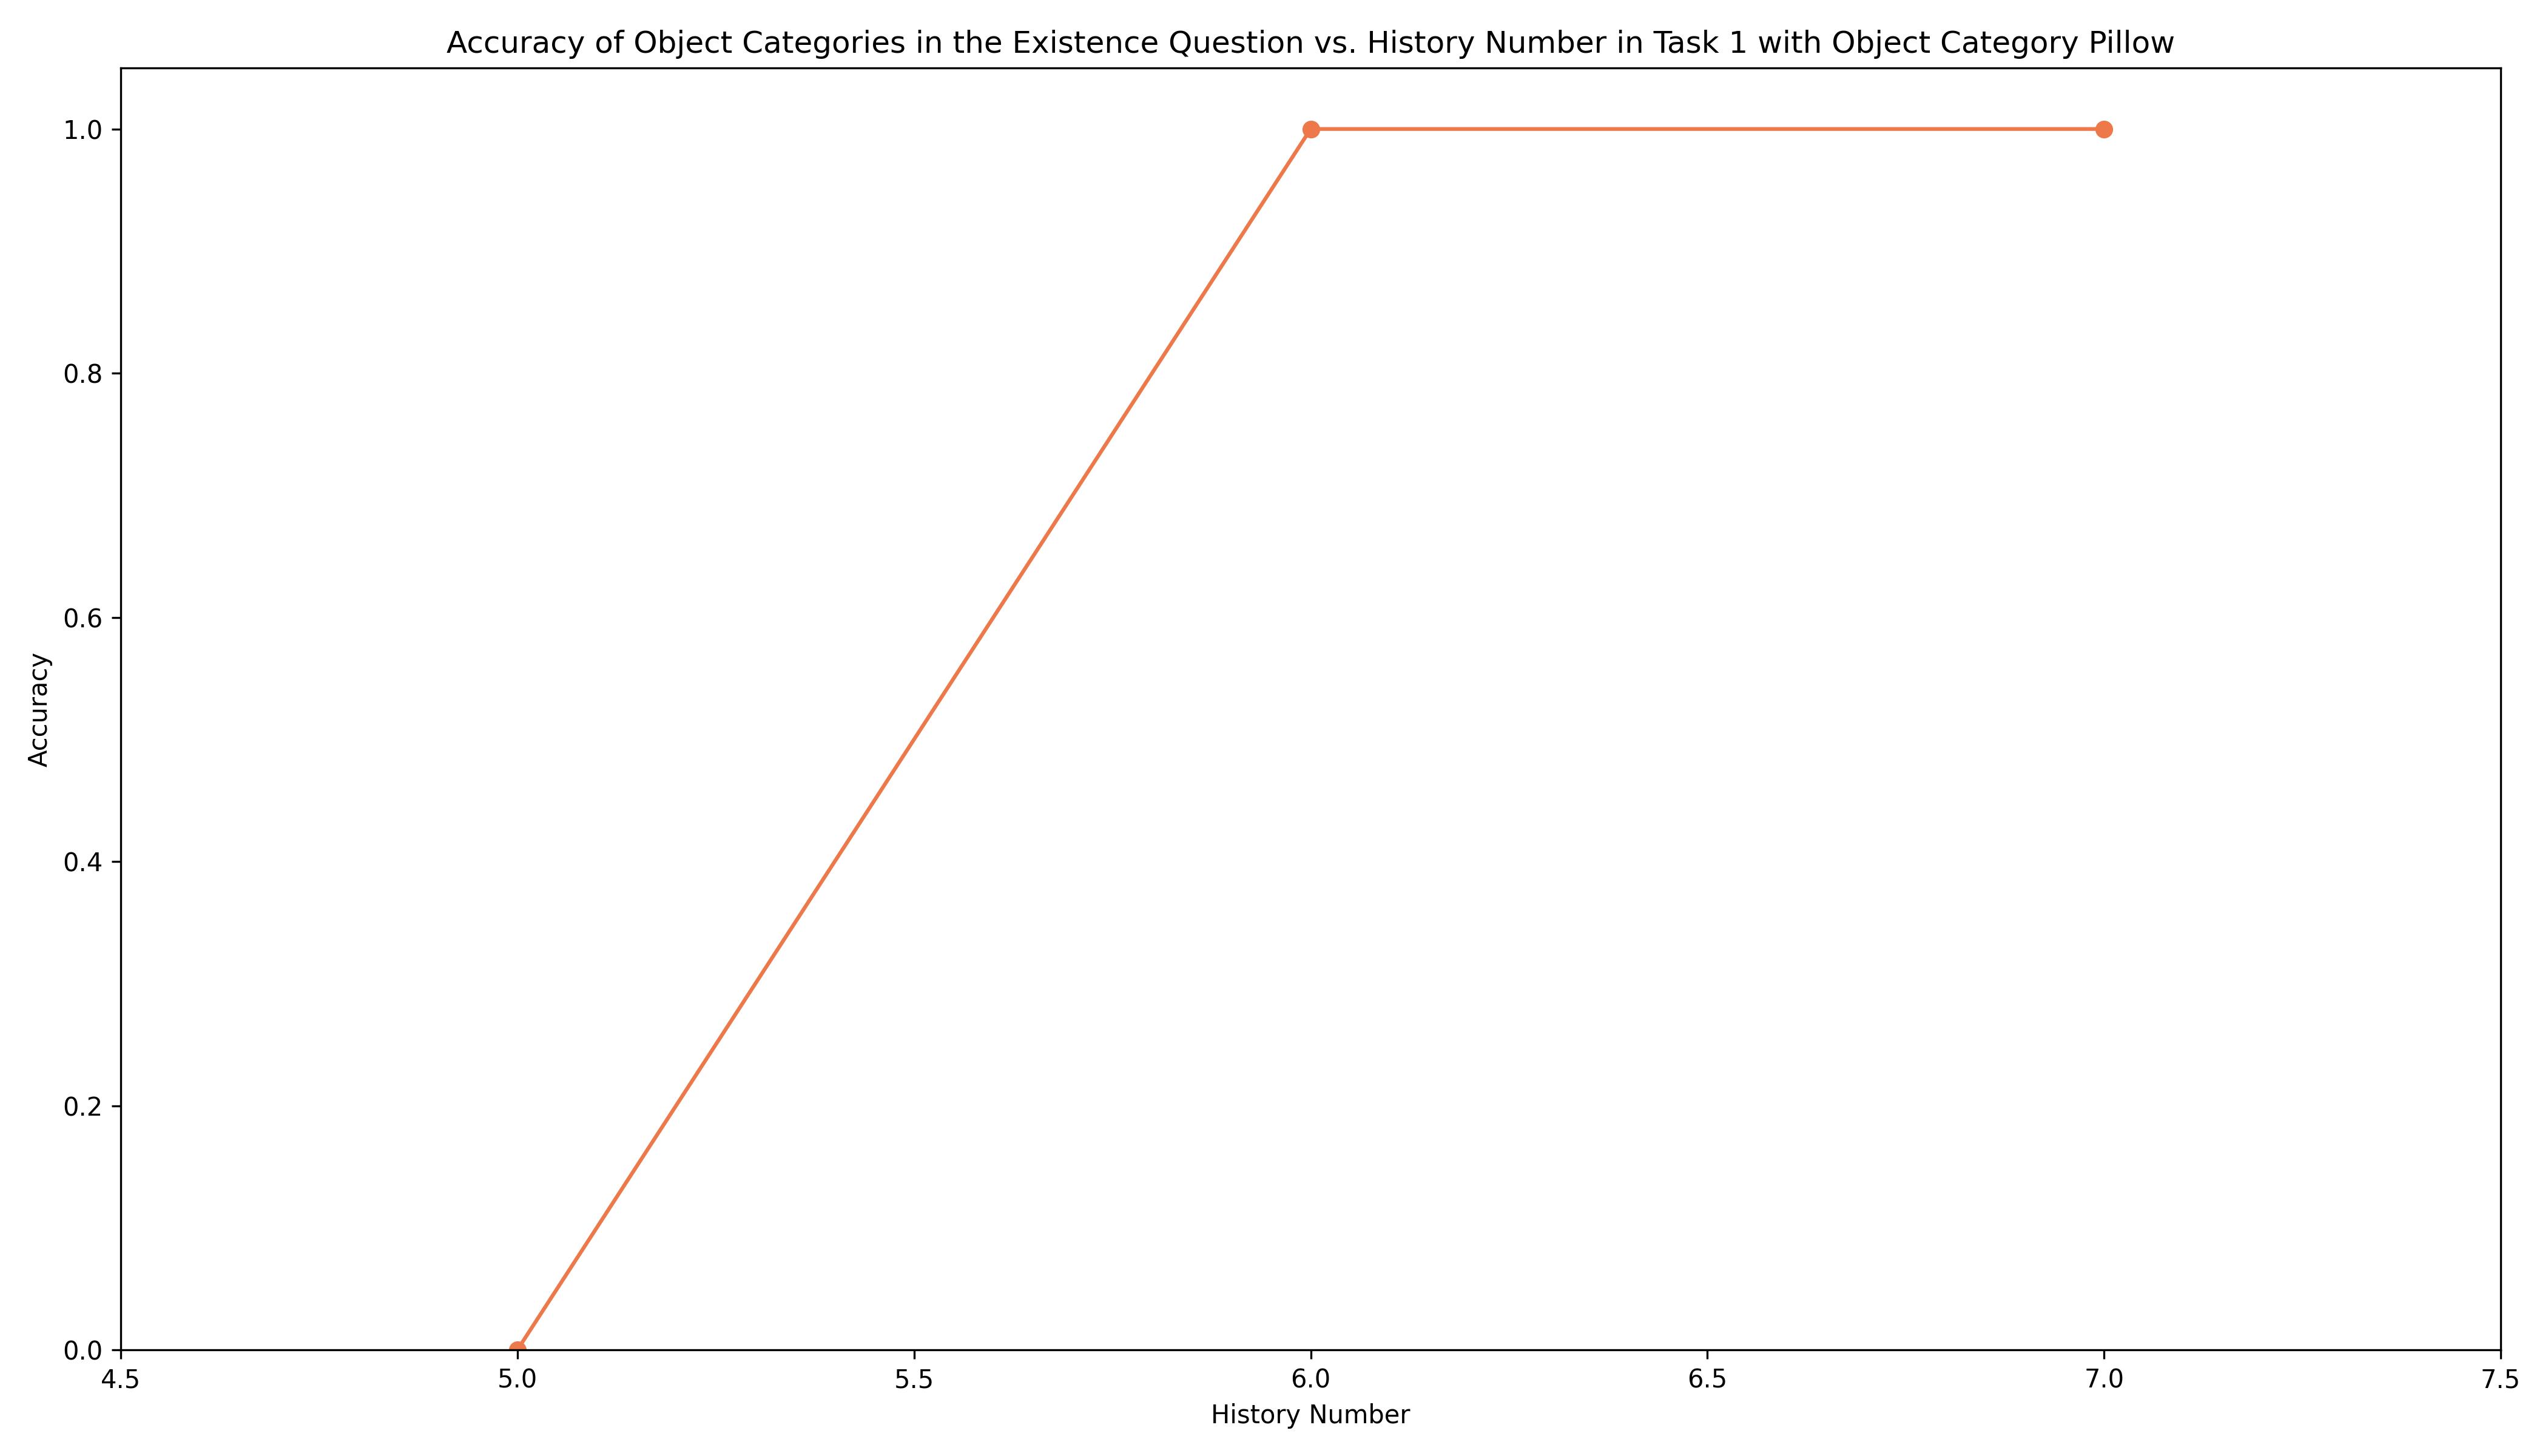 Accuracy of Object Categories in the Existence Question vs. History Number in Task 1 with Object Category Pillow
1.0
0.8
0.6
0.4
0.2
0.0
Accuracy
4.5 5.0 5.5 6.0 6.5 7.0 7.5
History Number